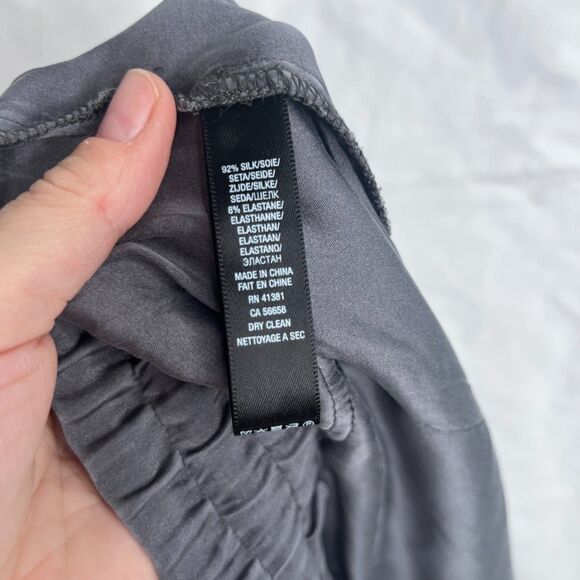 92% SILK/SOIE/
SETA/SEIDE/
ZIJDE/SILKE/
SEDA/ШЕЛК
8% ELASTANE/
ELASTHANNE/
ELASTHAN/
ELASTAAN/
ELASTANO/
ЭЛАСТАН
MADE IN CHINA
FAIT EN CHINE
RN 41381
CA 56658
DRY CLEAN
NETTOYAGE A SEC